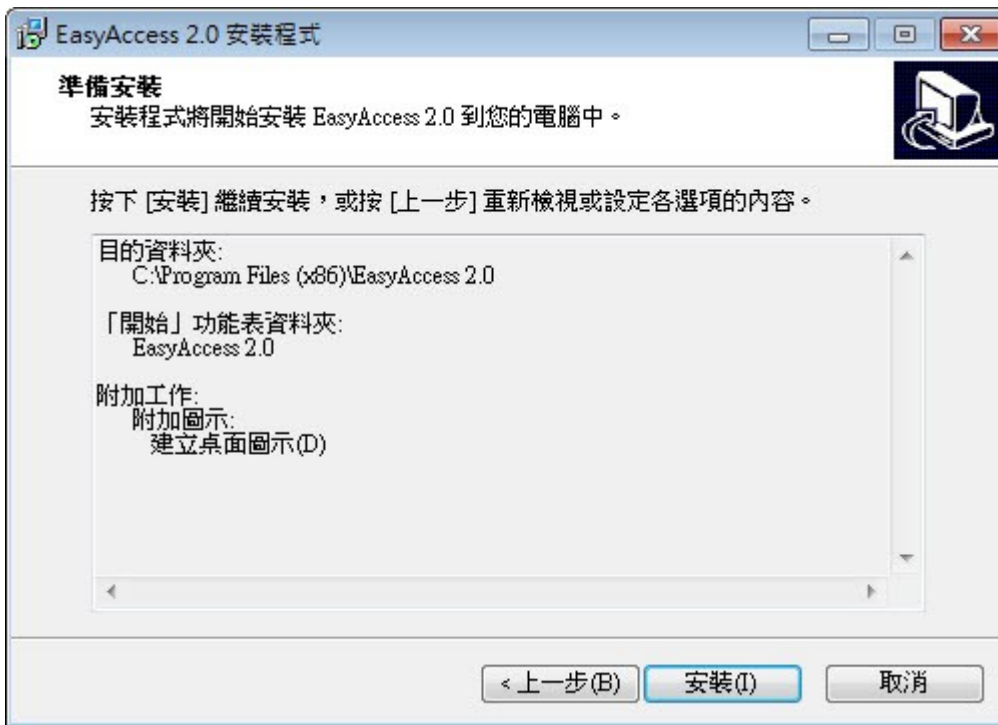 EasyAccess 2.0 安裝程式
準備安裝
安裝程式將開始安裝 EasyAccess 2.0 到您的電腦中。
按下 [安裝] 繼續安裝，或按 [上一步] 重新檢視或設定各選項的內容。
目的資料夾:
C:\Program Files (x86)\EasyAccess 2.0
「開始」功能表資料夾:
EasyAccess 2.0
附加工作:
附加圖示:
建立桌面圖示(D)
<上一步(B) 安裝(I) 取消